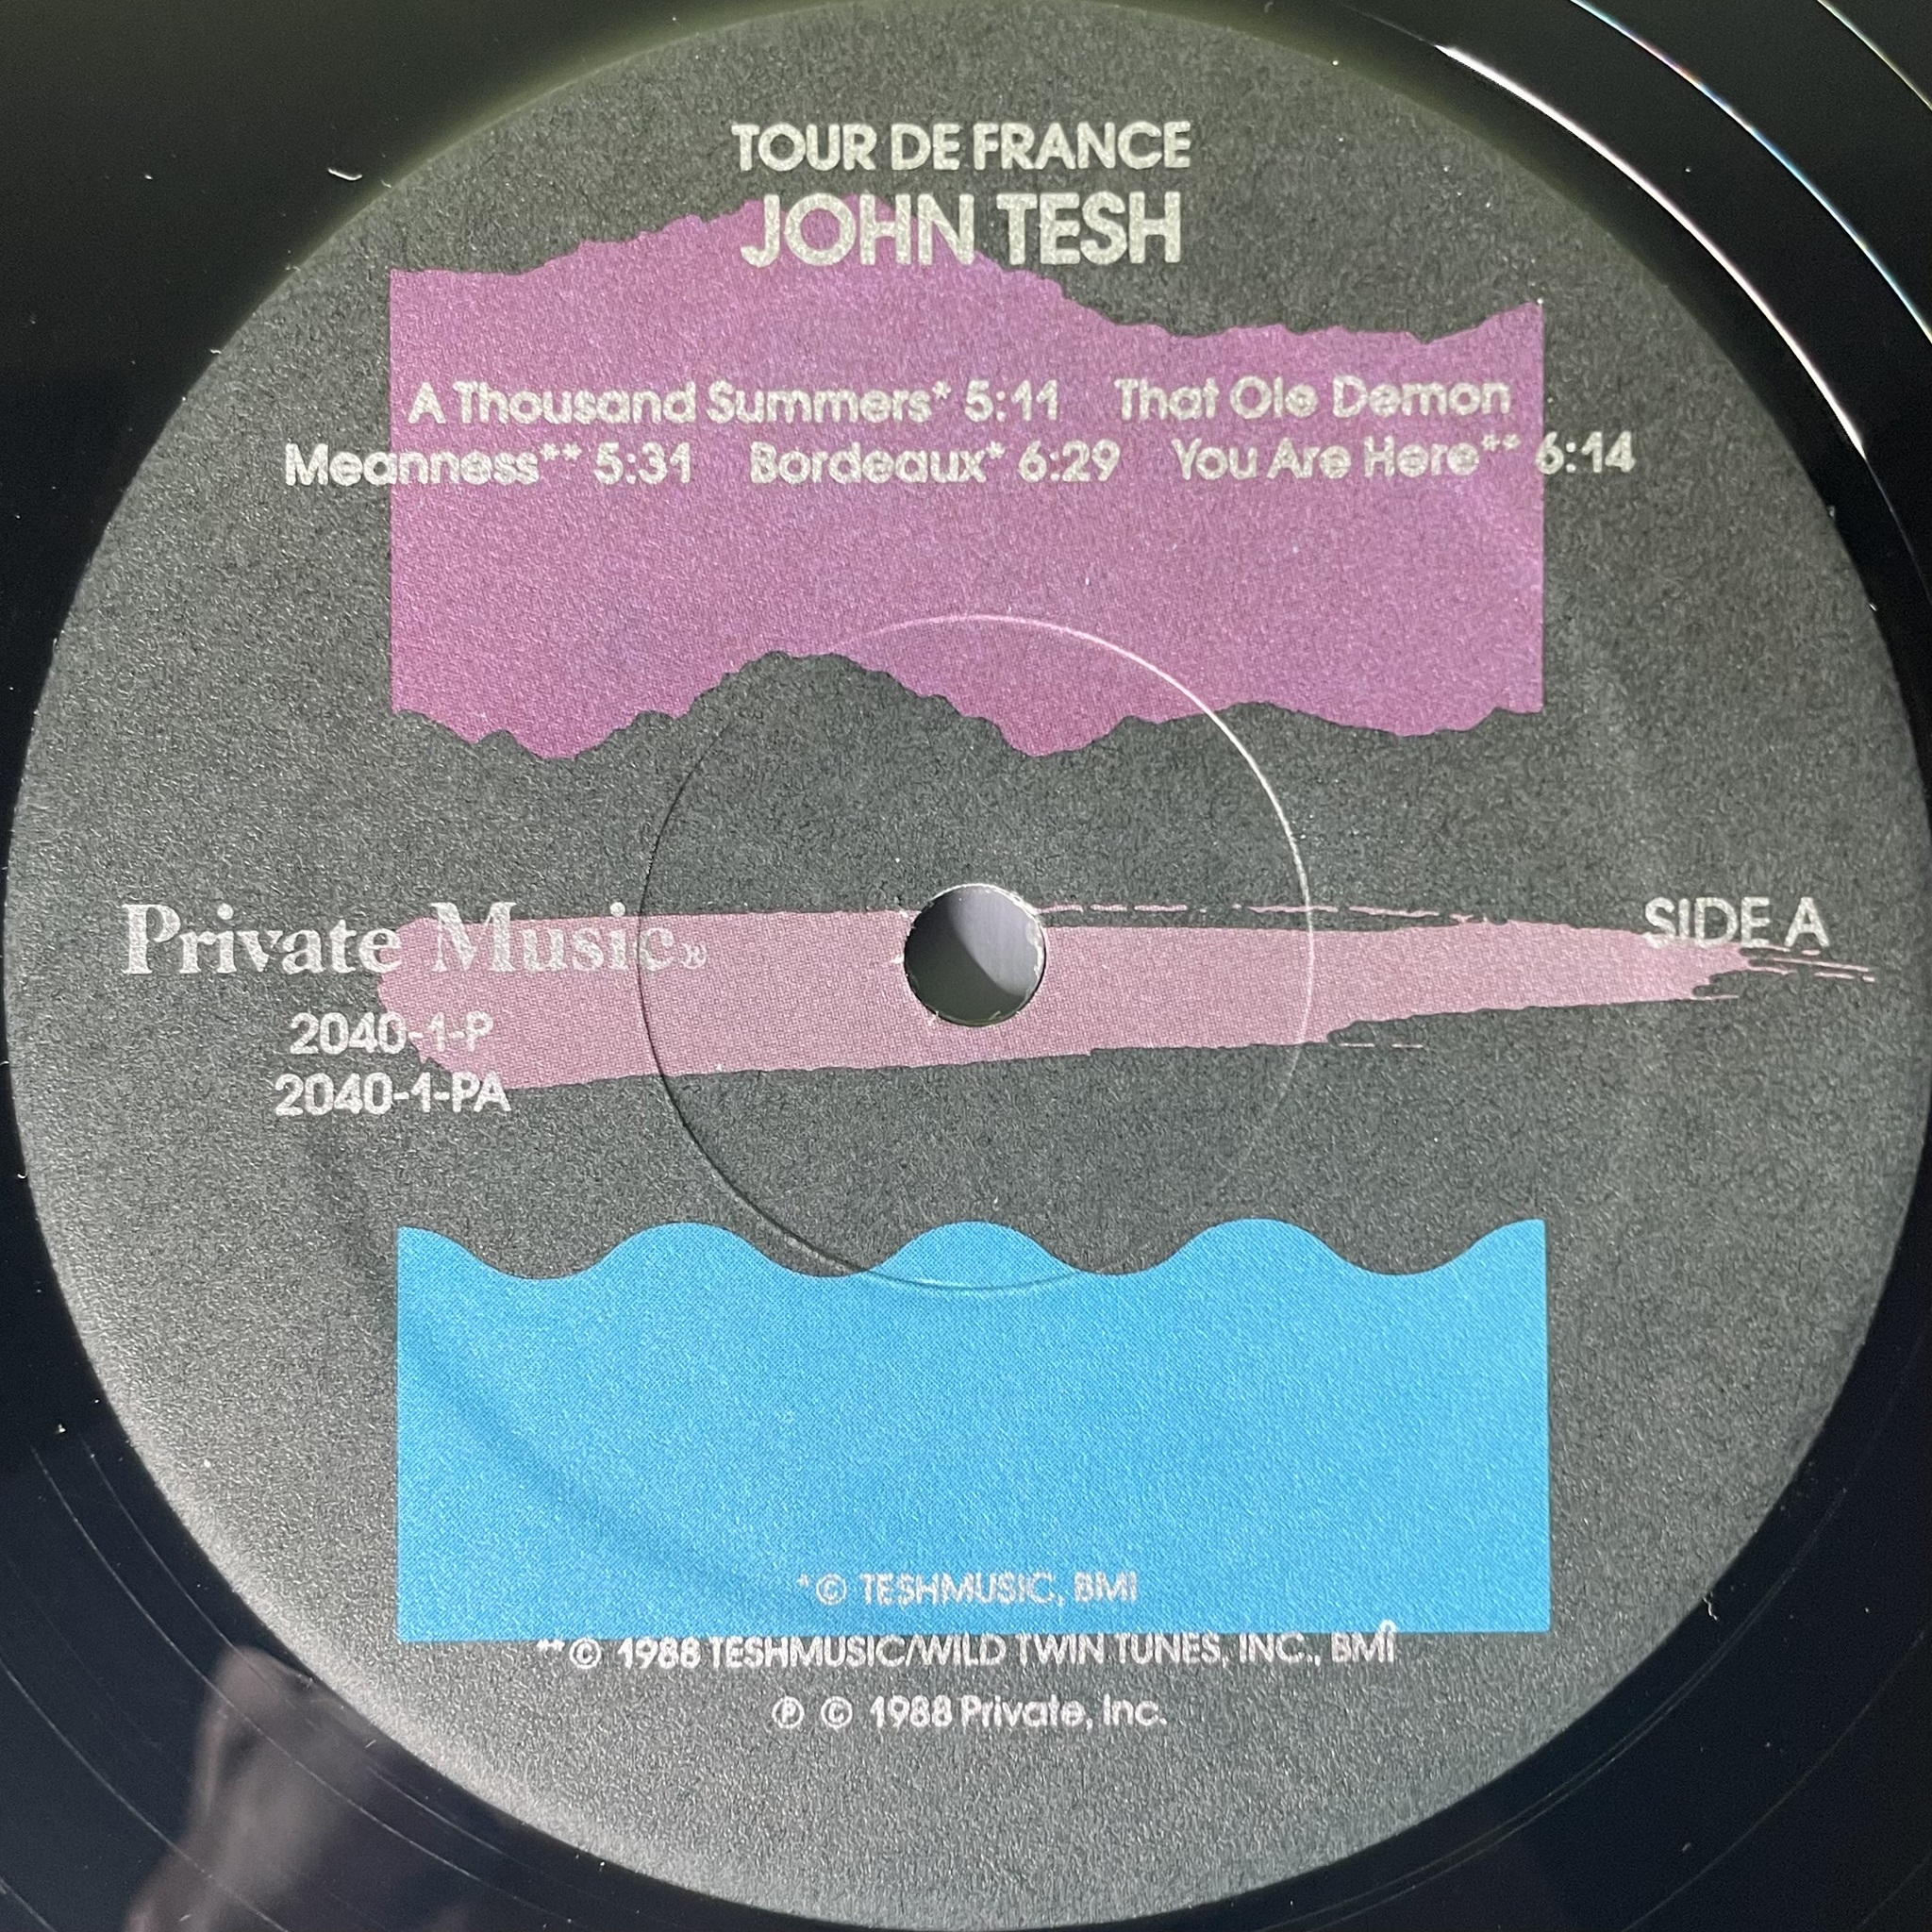 TOUR DE FRANCE
JOHN TESH
A Thousand Summers* 5:11 That Ole Demon
Meanness** 5:31 Bordeaux* 6:29 You Are Here** 6:14
Private Music®
SIDE A
2040-1-P
2040-1-PA
*© TESHMUSIC, BMI
**© 1988 TESHMUSIC/WILD TWIN TUNES, INC., BMI
℗ © 1988 Private, Inc.